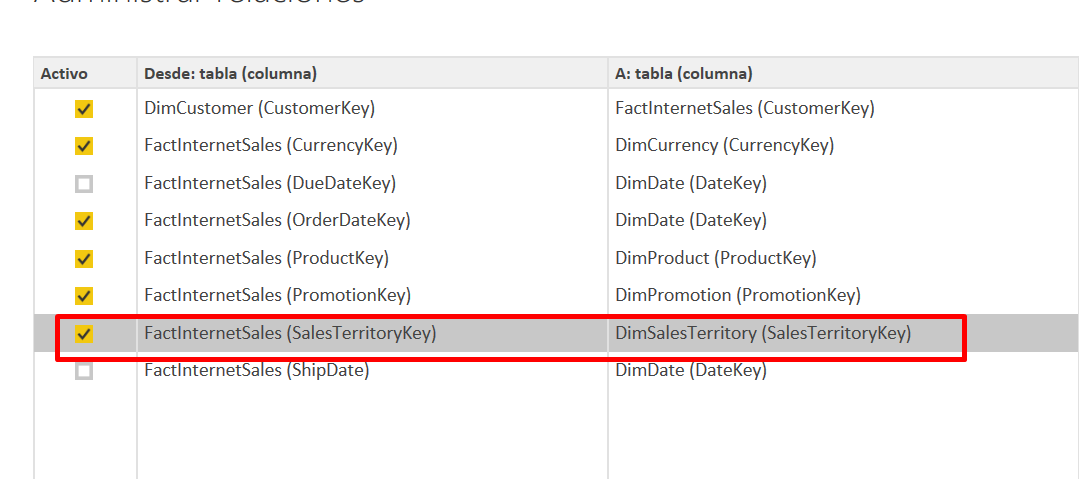 Administrar relaciones
Activo Desde: tabla (columna) A: tabla (columna)
DimCustomer (CustomerKey) FactInternetSales (CustomerKey)
FactInternetSales (CurrencyKey) DimCurrency (CurrencyKey)
FactInternetSales (DueDateKey) DimDate (DateKey)
FactInternetSales (OrderDateKey) DimDate (DateKey)
FactInternetSales (ProductKey) DimProduct (ProductKey)
FactInternetSales (PromotionKey) DimPromotion (PromotionKey)
FactInternetSales (SalesTerritoryKey) DimSalesTerritory (SalesTerritoryKey)
FactInternetSales (ShipDate) DimDate (DateKey)